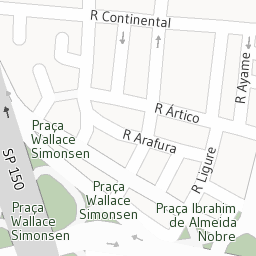 R Continental
R Ayame
R Ártico
Praça
Wallace
Simonsen
R Arafura
SP 150
R Ligure
Praça
Wallace
Simonsen
Praça
Wallace
Simonsen
Praça Ibrahim
de Almeida
Nobre